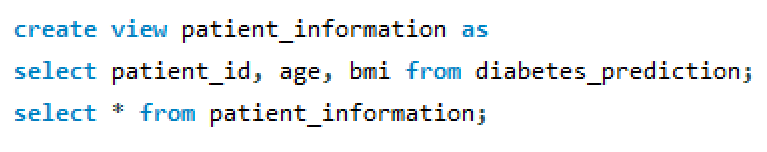 create view patient_information as
select patient_id, age, bmi from diabetes_prediction;
select * from patient_information;